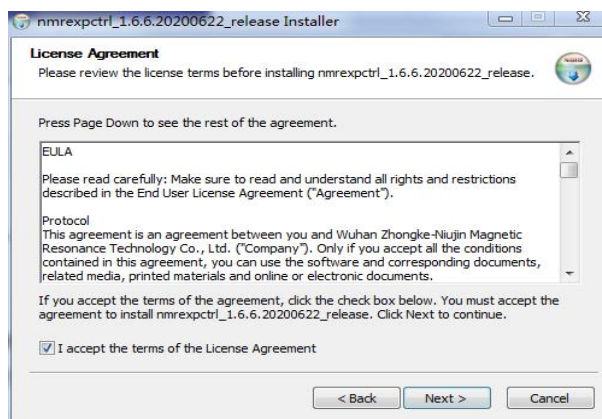 nmrexpctrl_1.6.6.20200622_release Installer
License Agreement
Please review the license terms before installing nmrexpctrl_1.6.6.20200622_release.
Press Page Down to see the rest of the agreement.
EULA
Please read carefully: Make sure to read and understand all rights and restrictions
described in the End User License Agreement ("Agreement").
Protocol
This agreement is an agreement between you and Wuhan Zhongke-Niujin Magnetic
Resonance Technology Co., Ltd. ("Company"). Only if you accept all the conditions
contained in this agreement, you can use the software and corresponding documents,
related media, printed materials and online or electronic documents.
If you accept the terms of the agreement, click the check box below. You must accept the
agreement to install nmrexpctrl_1.6.6.20200622_release. Click Next to continue.
I accept the terms of the License Agreement
< Back Next > Cancel